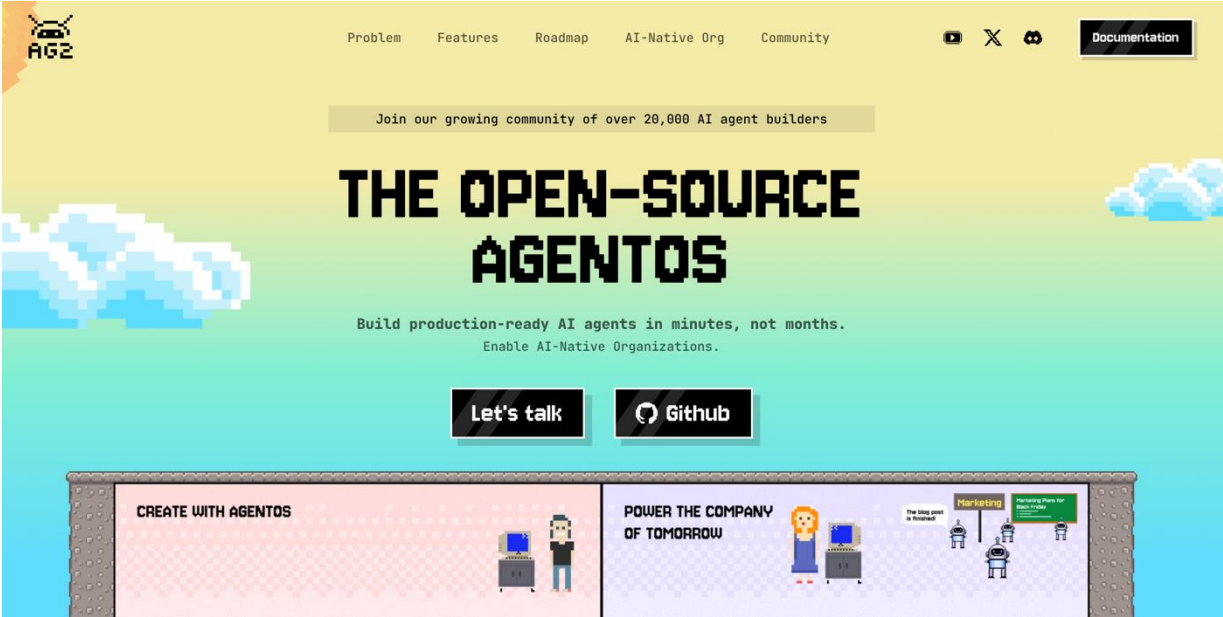 AG2
Problem
Features
Roadmap
AI-Native Org
Community
Documentation
Join our growing community of over 20,000 AI agent builders
THE OPEN-SOURCE
AGENTOS
Build production-ready AI agents in minutes, not months.
Enable AI-Native Organizations.
Let's talk
Github
CREATE WITH AGENTOS
POWER THE COMPANY
OF TOMORROW
The blog post
is finished!
Marketing
Marketing Plans for
Black Friday